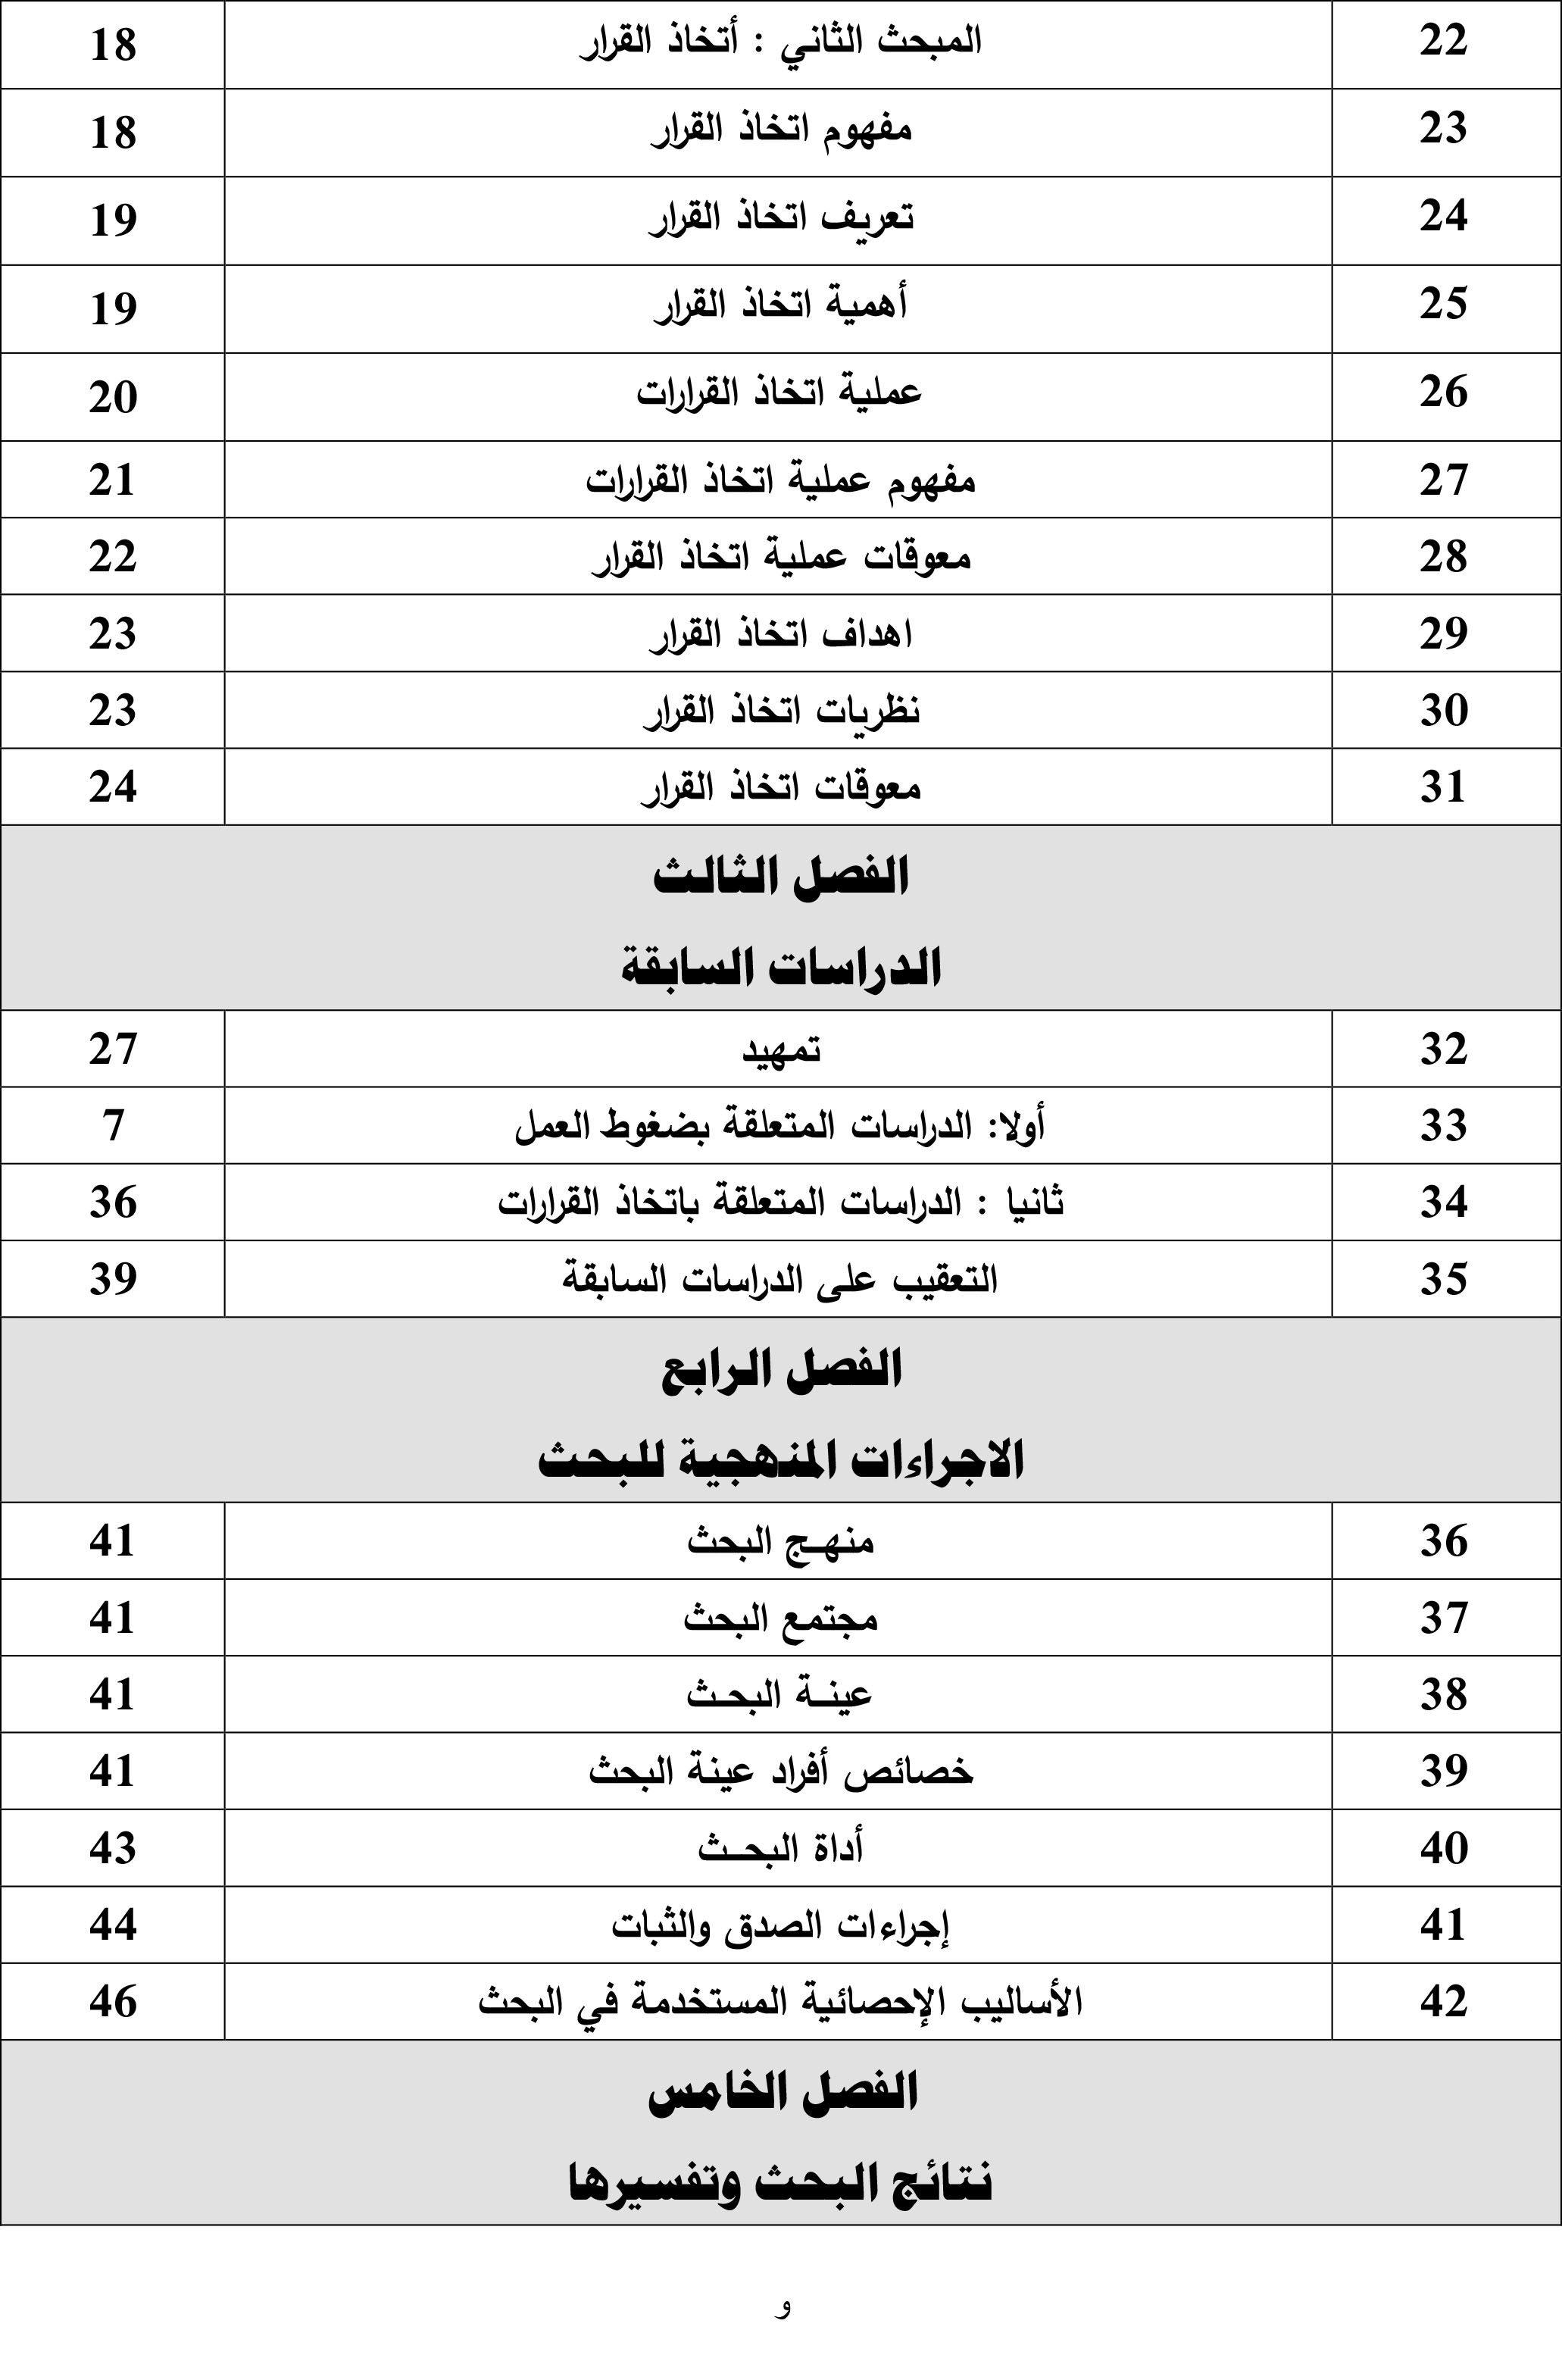 22 المبحث الثاني : أتخاذ القرار 18
23 مفهوم اتخاذ القرار 18
24 تعريف اتخاذ القرار 19
25 أهمية اتخاذ القرار 19
26 عملية اتخاذ القرارات 20
27 مفهوم عملية اتخاذ القرارات 21
28 معوقات عملية اتخاذ القرار 22
29 اهداف اتخاذ القرار 23
30 نظريات اتخاذ القرار 23
31 معوقات اتخاذ القرار 24
الفصل الثالث
الدراسات السابقة
32 تمهيد 27
33 أولا: الدراسات المتعلقة بضغوط العمل 7
34 ثانيا : الدراسات المتعلقة باتخاذ القرارات 36
35 التعقيب على الدراسات السابقة 39
الفصل الرابع
الاجراءات المنهجية للبحث
36 منهـج البحث 41
37 مجتمع البحث 41
38 عينـة البحـث 41
39 خصائص أفراد عينة البحث 41
40 أداة البحــث 43
41 إجراءات الصدق والثبات 44
42 الأساليب الإحصائية المستخدمة في البحث 46
الفصل الخامس
نتائج البحث وتفسيرها
و